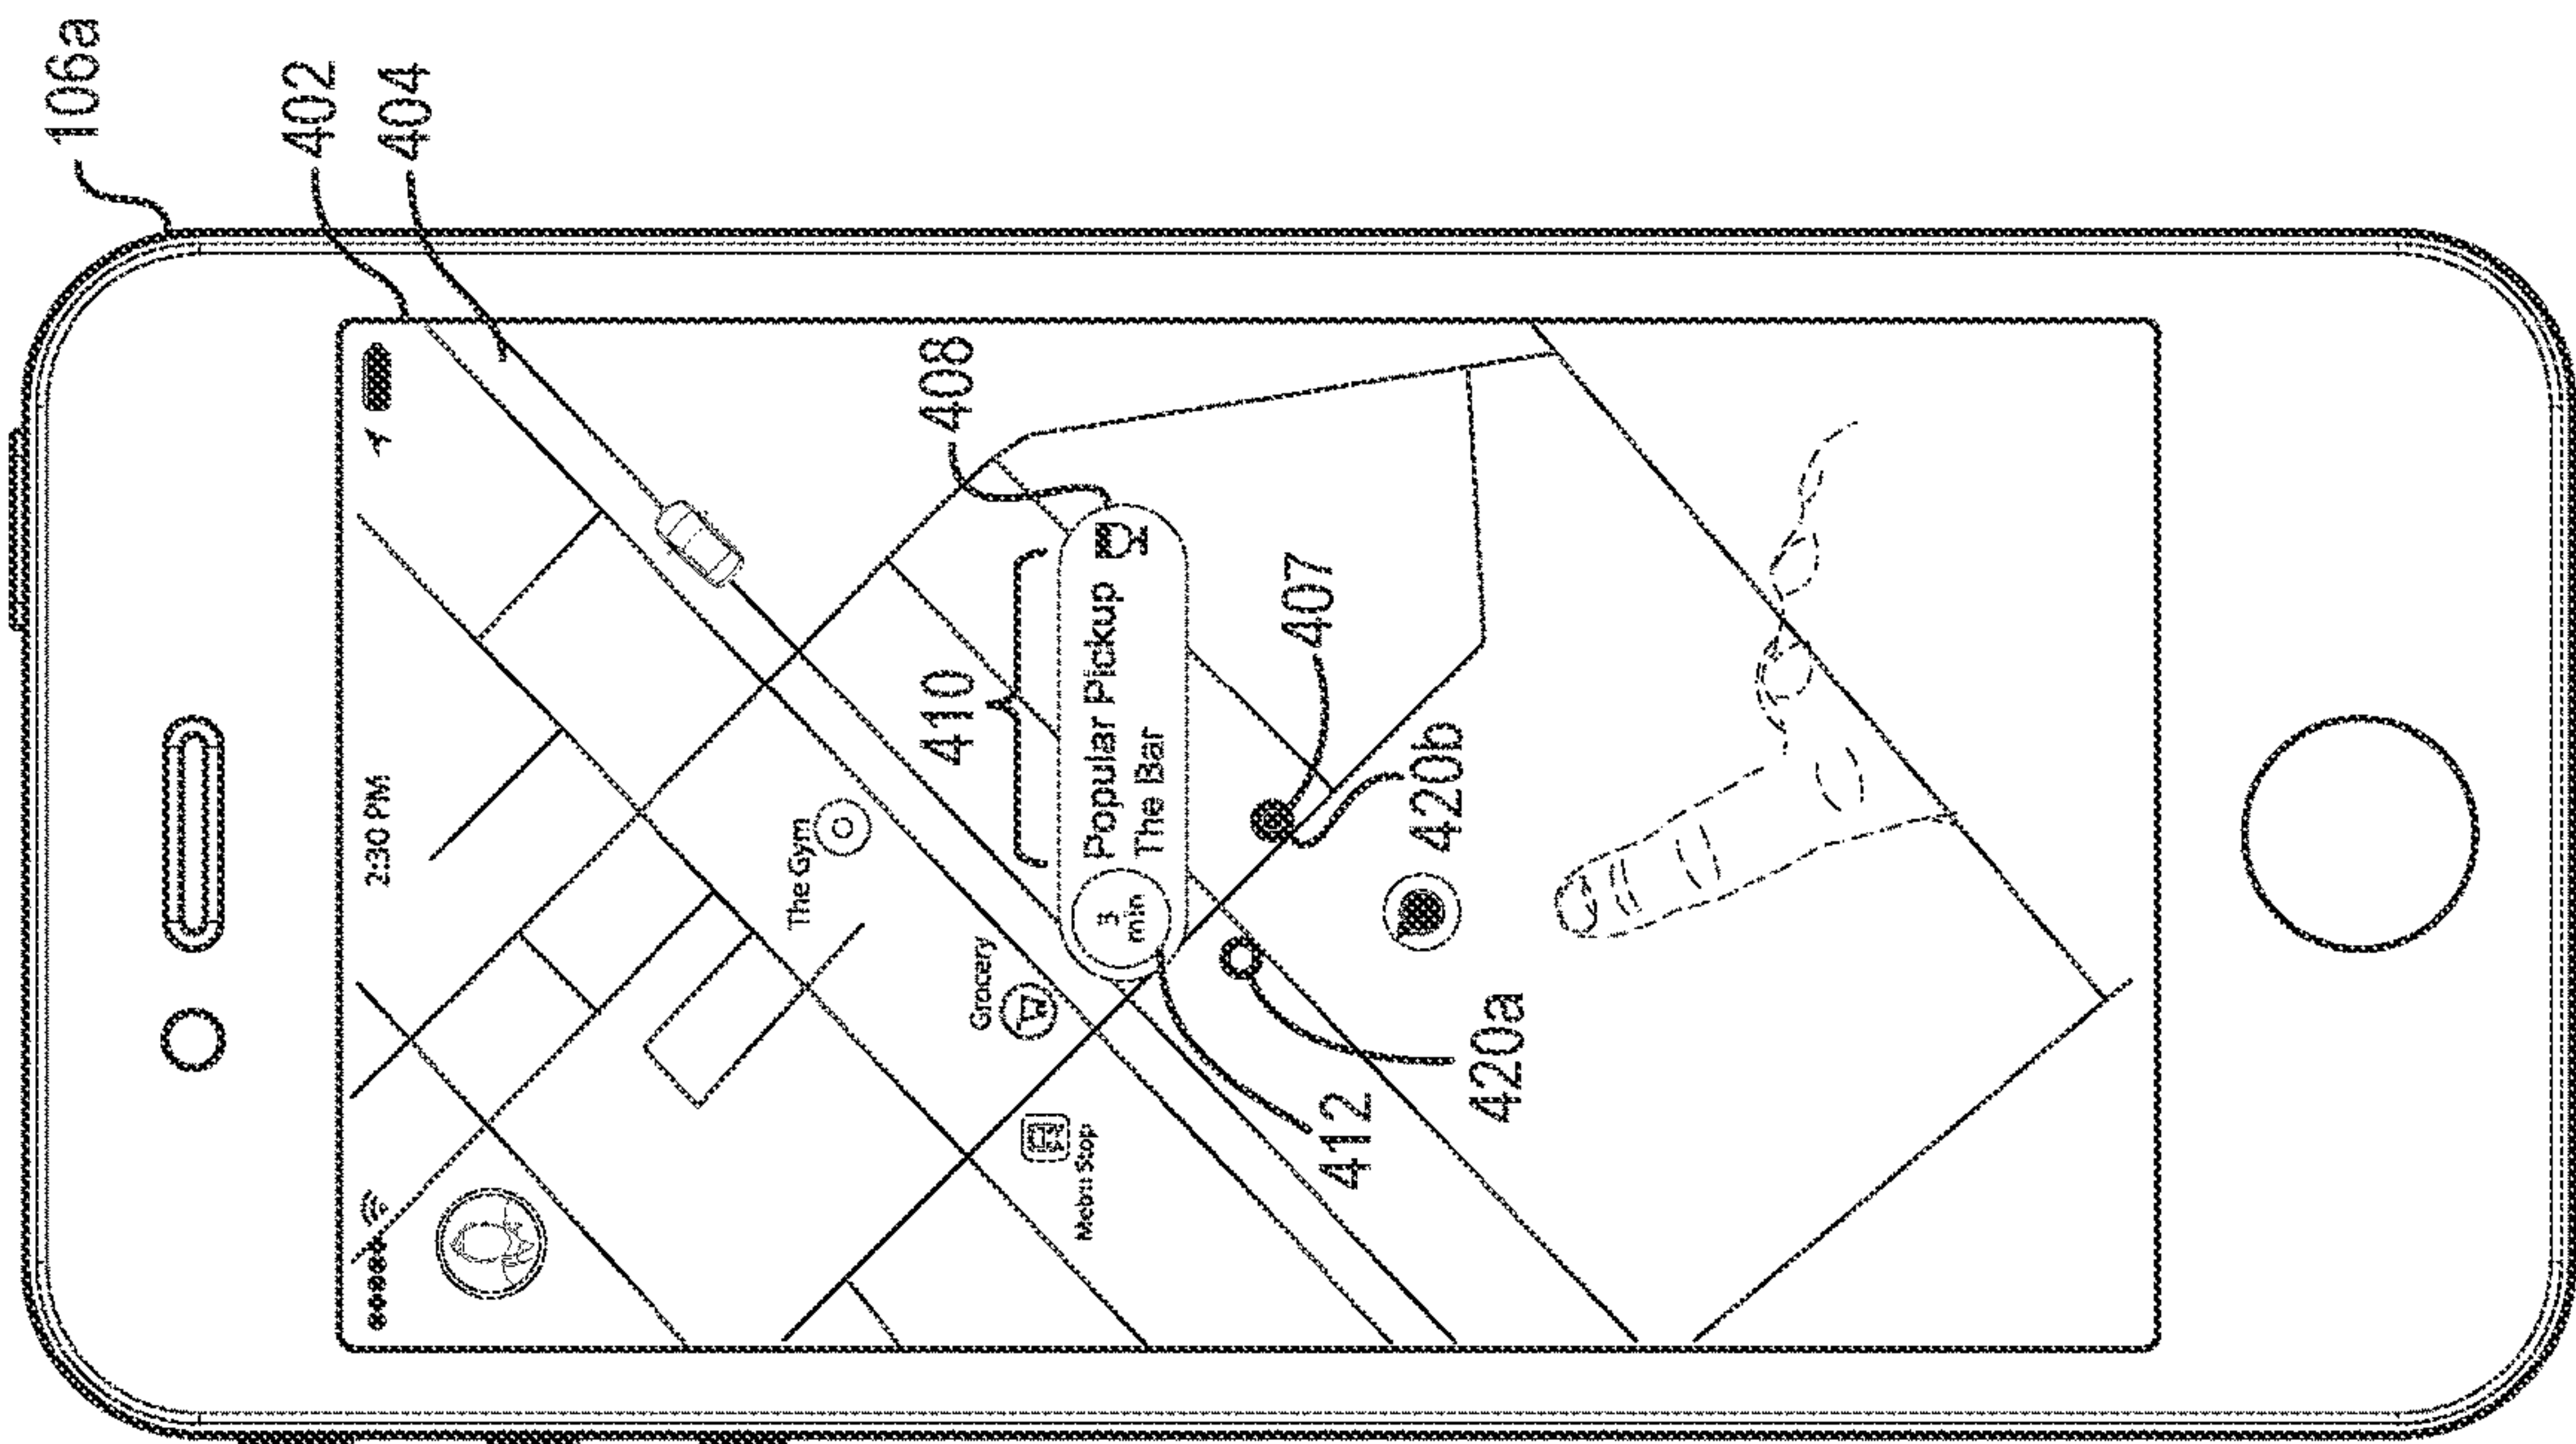 106a
402
404
2:30 PM
The Gym
Grocery
Metro Stop
408
410
3
min
Popular Pickup
The Bar
407
420b
412
420a